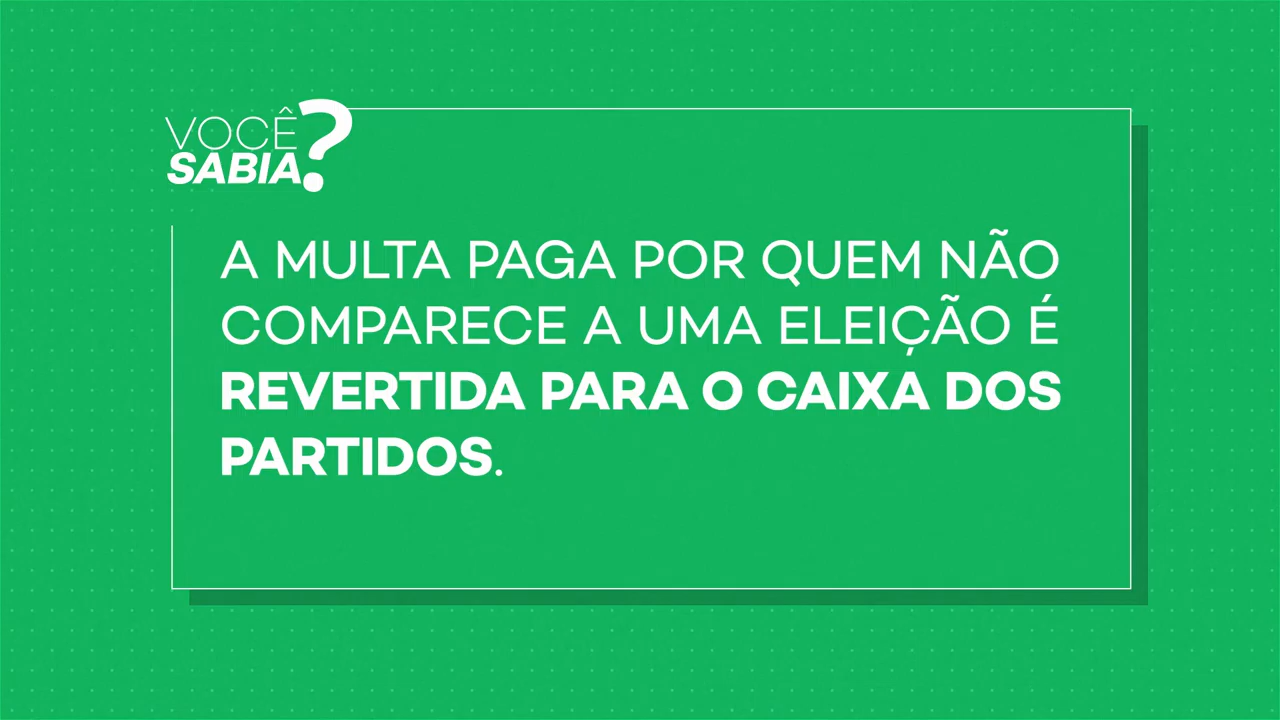 VOCÊ
SABIA?
A MULTA PAGA POR QUEM NÃO
COMPARECE A UMA ELEIÇÃO É
REVERTIDA PARA O CAIXA DOS
PARTIDOS.